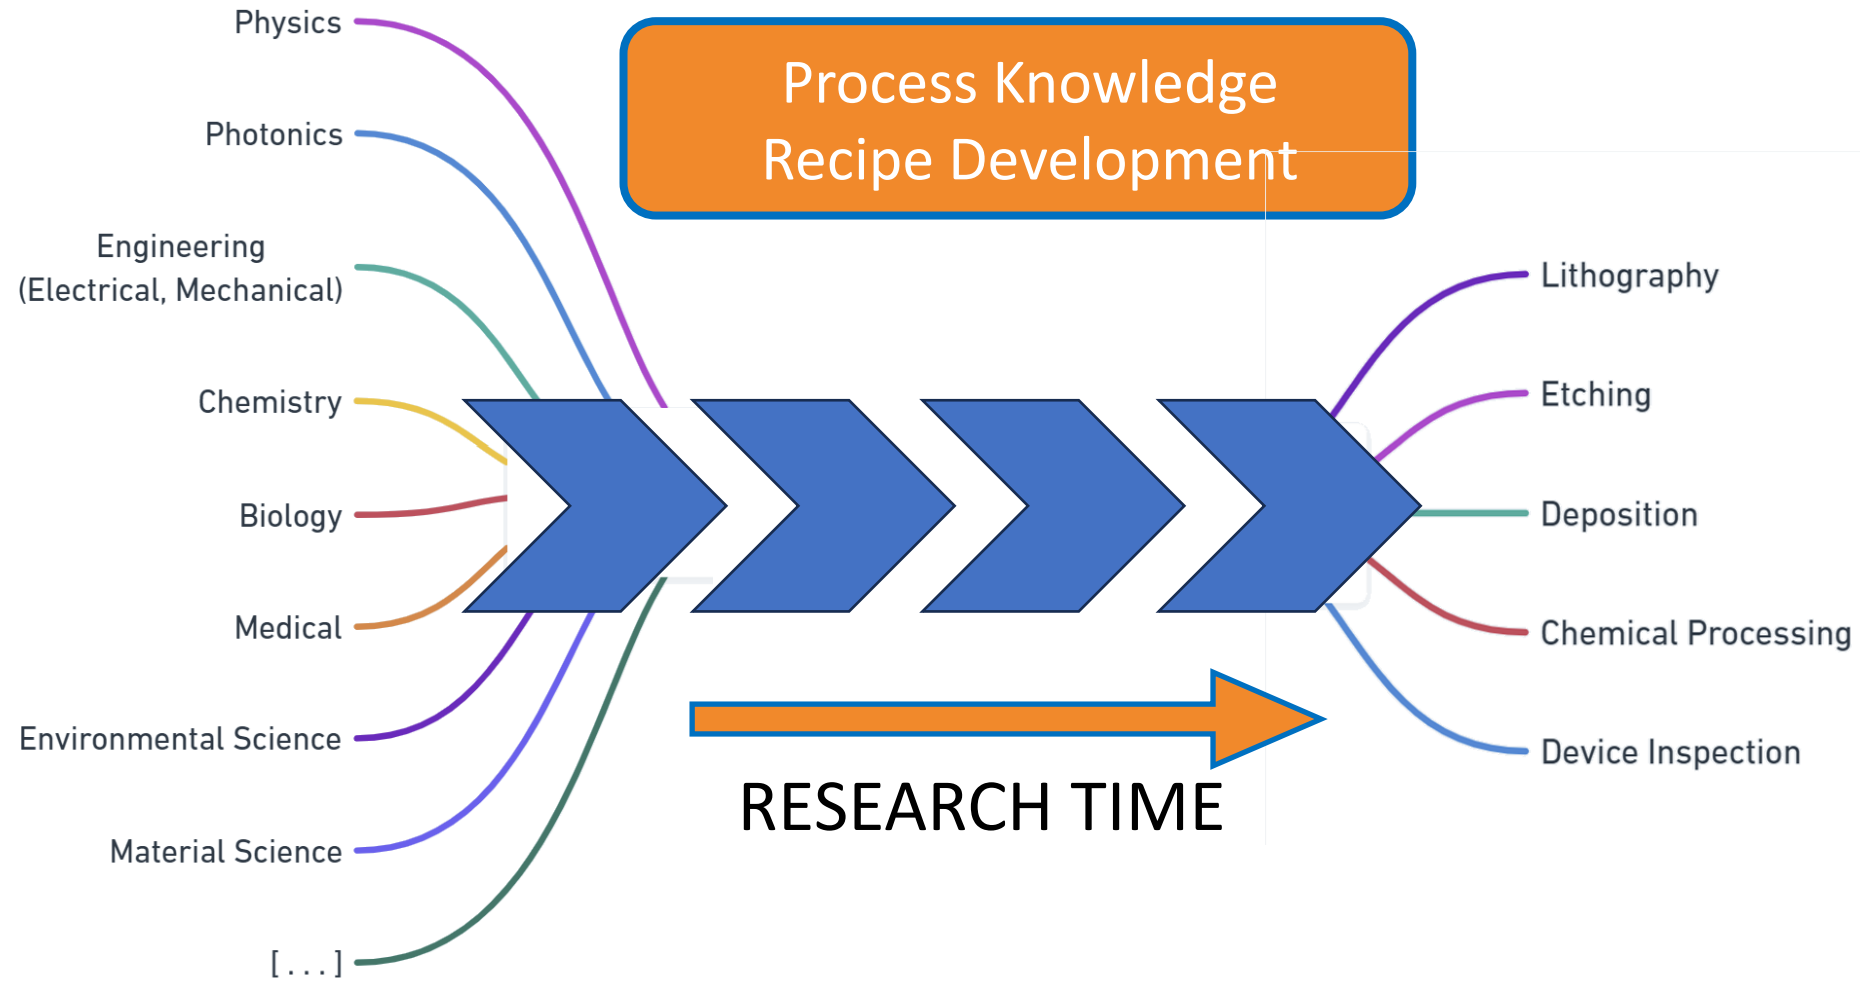 Physics
Photonics
Engineering
(Electrical, Mechanical)
Chemistry
Biology
Medical
Environmental Science
Material Science
[ . . . ]
Process Knowledge
Recipe Development
RESEARCH TIME
Lithography
Etching
Deposition
Chemical Processing
Device Inspection